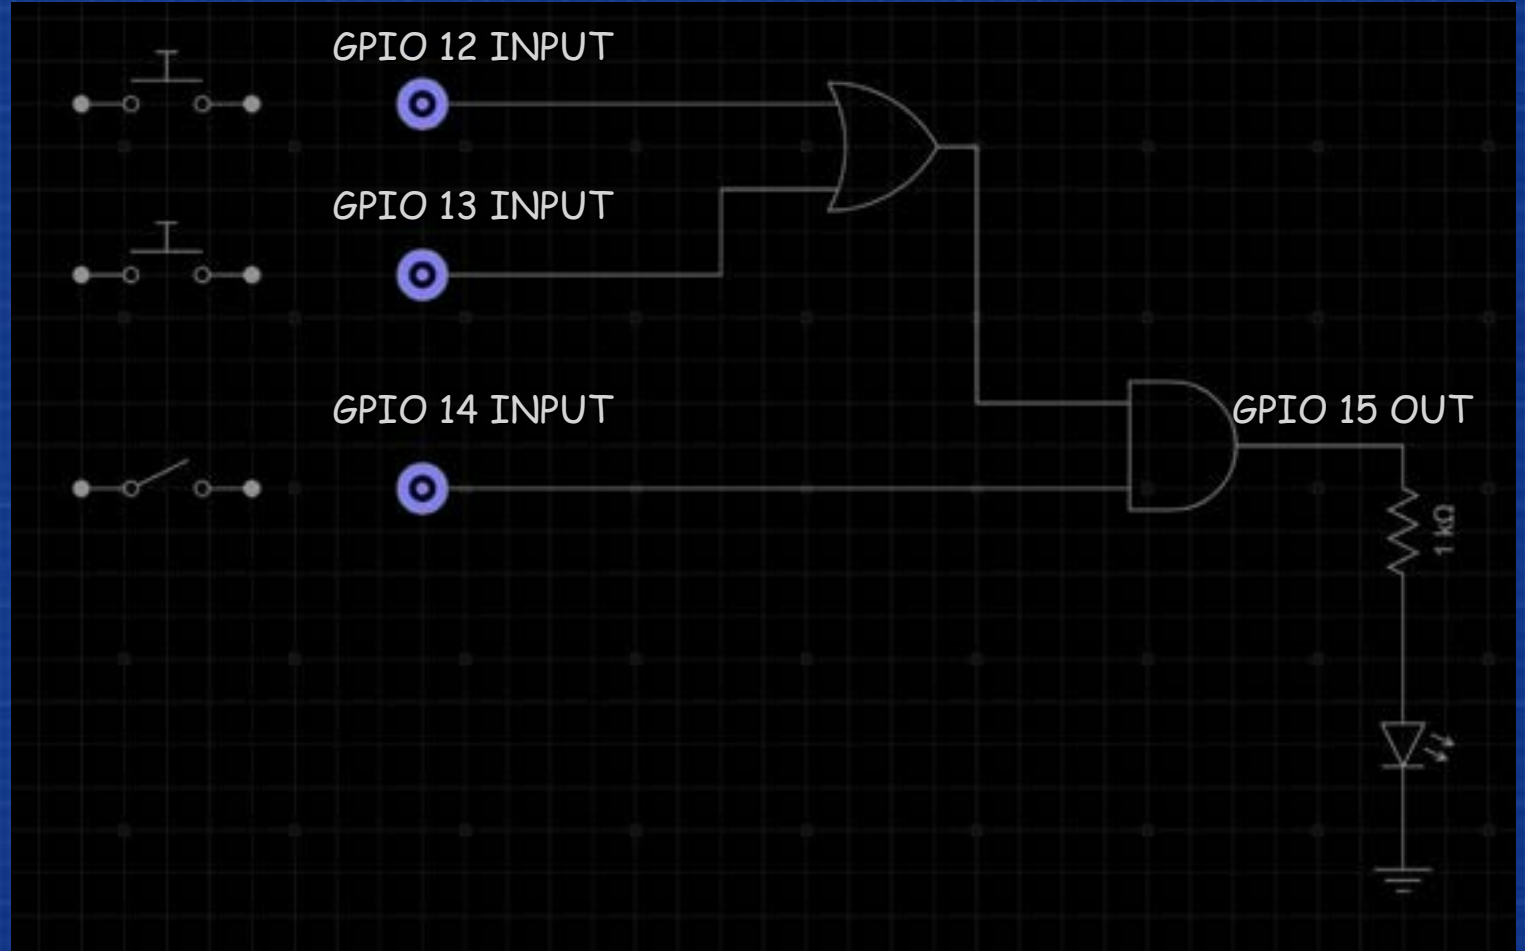 GPIO 12 INPUT
GPIO 13 INPUT
GPIO 14 INPUT
GPIO 15 OUT
1 kΩ